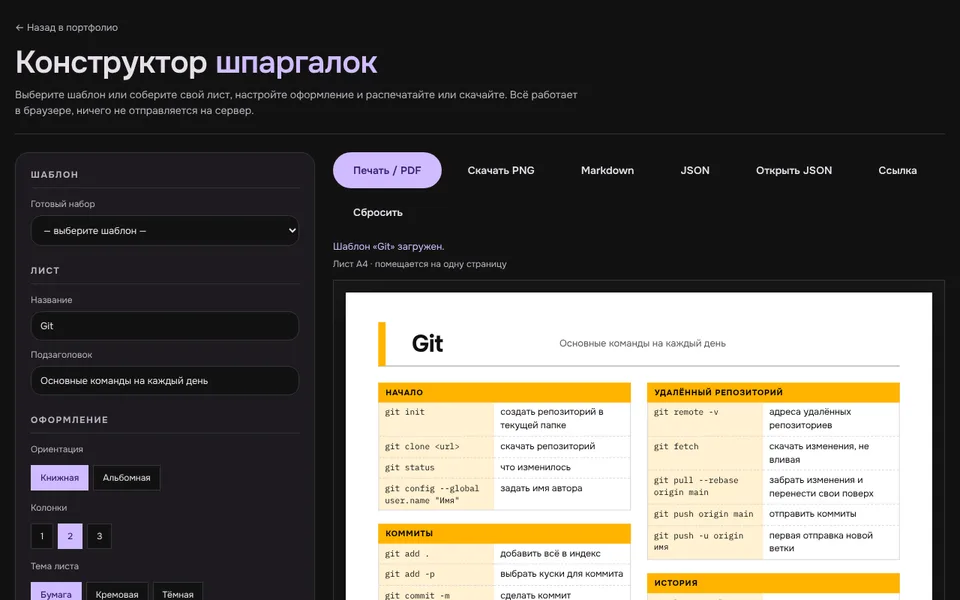 ← Назад в портфолио
Конструктор шпаргалок
Выберите шаблон или соберите свой лист, настройте оформление и распечатайте или скачайте. Всё работает
в браузере, ничего не отправляется на сервер.
ШАБЛОН
Готовый набор
— выберите шаблон —
ЛИСТ
Название
Git
Подзаголовок
Основные команды на каждый день
ОФОРМЛЕНИЕ
Ориентация
Книжная Альбомная
Колонки
1 2 3
Тема листа
Бумага Кремовая Тёмная
Печать / PDF Скачать PNG Markdown JSON Открыть JSON Ссылка
Сбросить
Шаблон «Git» загружен.
Лист A4 · помещается на одну страницу
Git Основные команды на каждый день
НАЧАЛО
git init создать репозиторий в
текущей папке
git clone <url> скачать репозиторий
git status что изменилось
git config --global задать имя автора
user.name "Имя"
КОММИТЫ
git add . добавить всё в индекс
git add -p выбрать куски для коммита
git commit -m сделать коммит
УДАЛЁННЫЙ РЕПОЗИТОРИЙ
git remote -v адреса удалённых
репозиториев
git fetch скачать изменения, не
вливая
git pull --rebase забрать изменения и
origin main перенести свои поверх
git push origin main отправить коммиты
git push -u origin первая отправка новой
имя ветки
ИСТОРИЯ